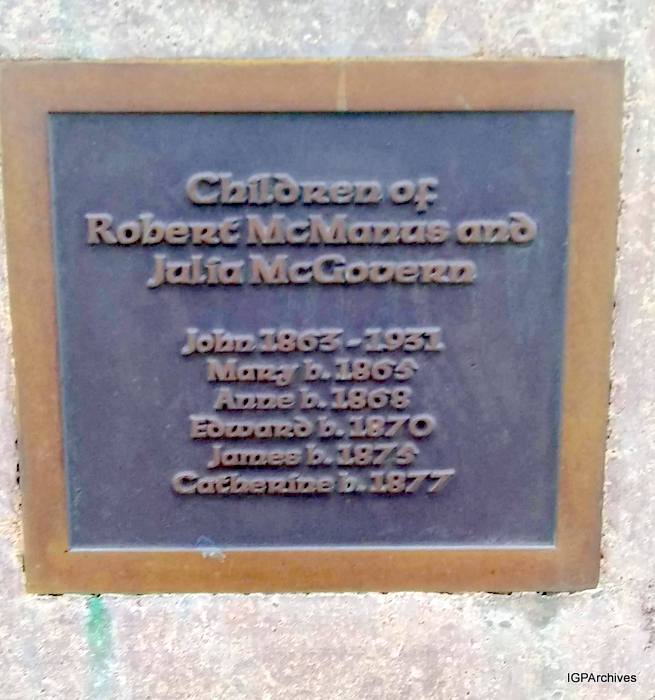 Children of
Robert McManus and
Julia McGovern
John 1863 - 1931
Mary b. 1865
Anne b. 1868
Edward b. 1870
James b. 1875
Catherine b. 1877
IGPArchives